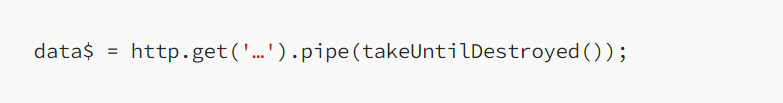 data$ = http.get('…').pipe(takeUntilDestroyed());